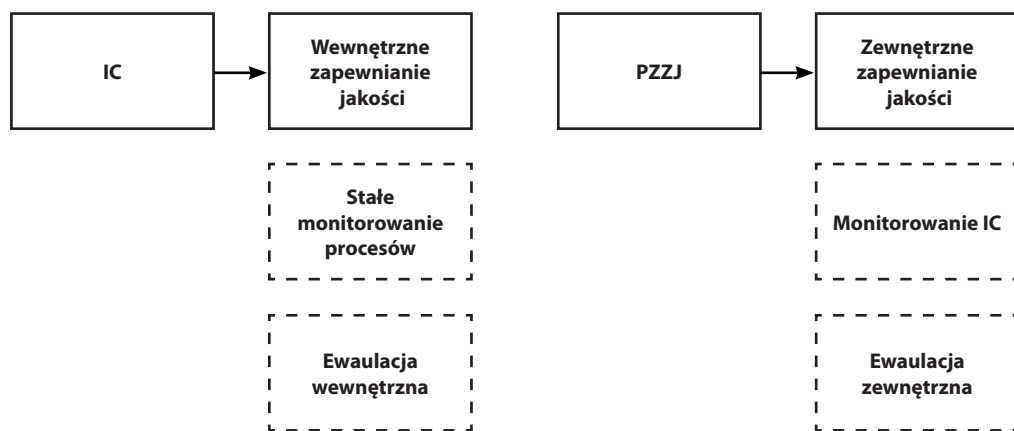 IC
Wewnętrzne
zapewnianie
jakości
PZZJ
Zewnętrzne
zapewnianie
jakości
Stałe
monitorowanie
procesów
Monitorowanie IC
Ewaulacja
wewnętrzna
Ewaulacja
zewnętrzna